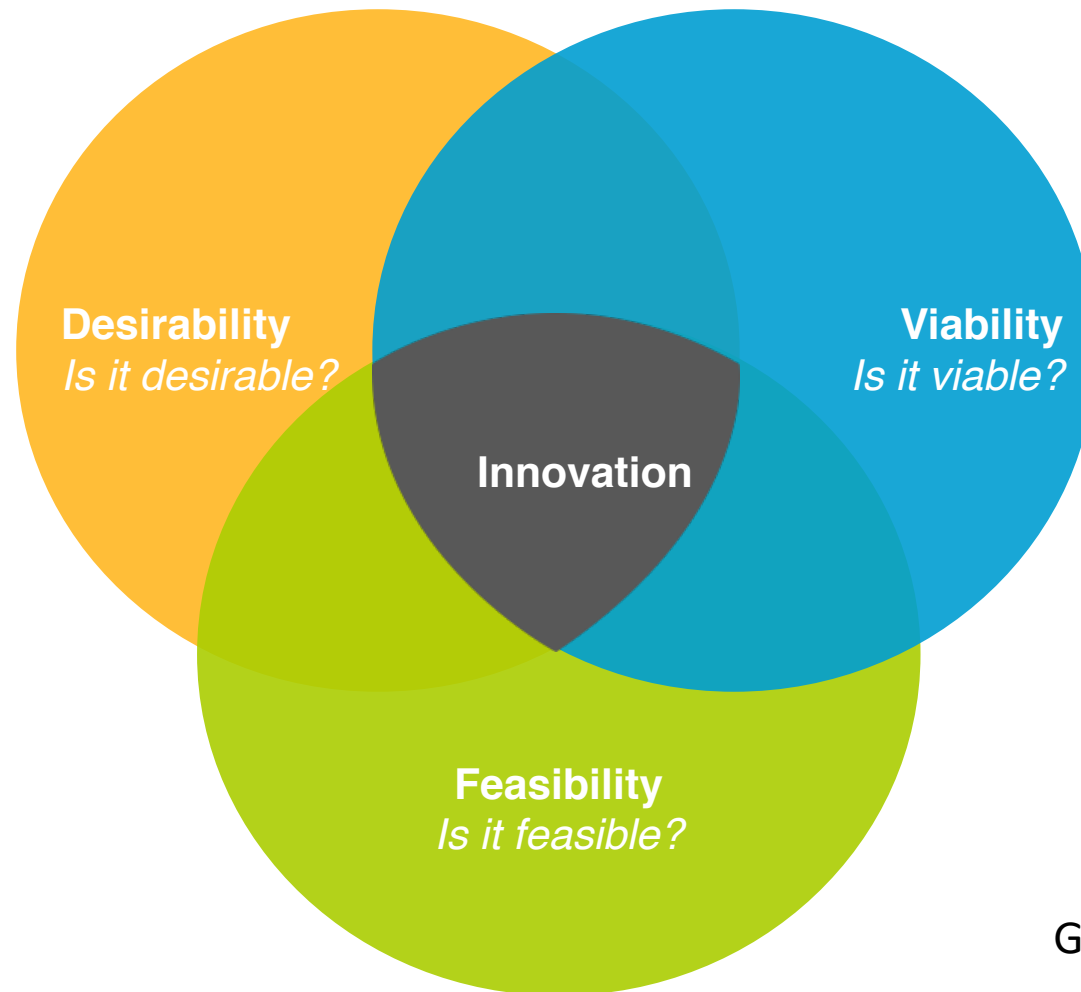 Desirability
Is it desirable?
Viability
Is it viable?
Innovation
Feasibility
Is it feasible?
G